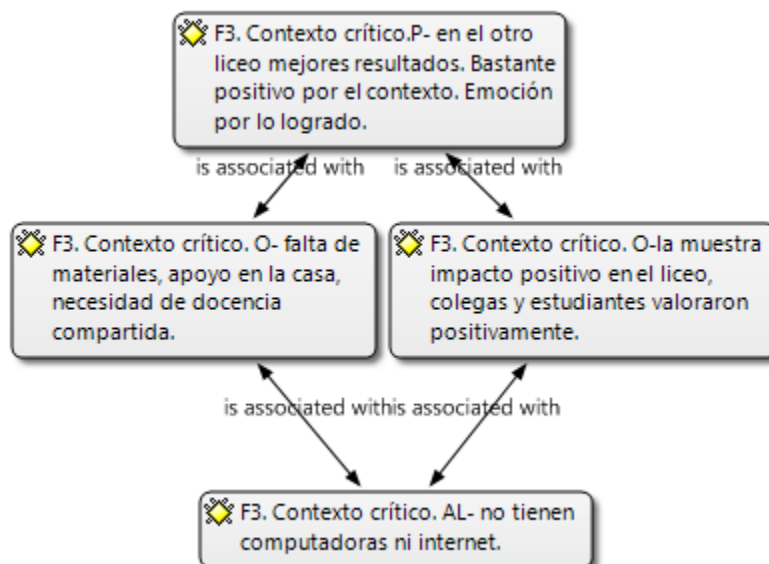 F3. Contexto crítico.P- en el otro
liceo mejores resultados. Bastante
positivo por el contexto. Emoción
por lo logrado.
is associated with
is associated with
F3. Contexto crítico. O- falta de
materiales, apoyo en la casa,
necesidad de docencia
compartida.
F3. Contexto crítico. O-la muestra
impacto positivo en el liceo,
colegas y estudiantes valoraron
positivamente.
is associated with
is associated with
F3. Contexto crítico. AL- no tienen
computadoras ni internet.